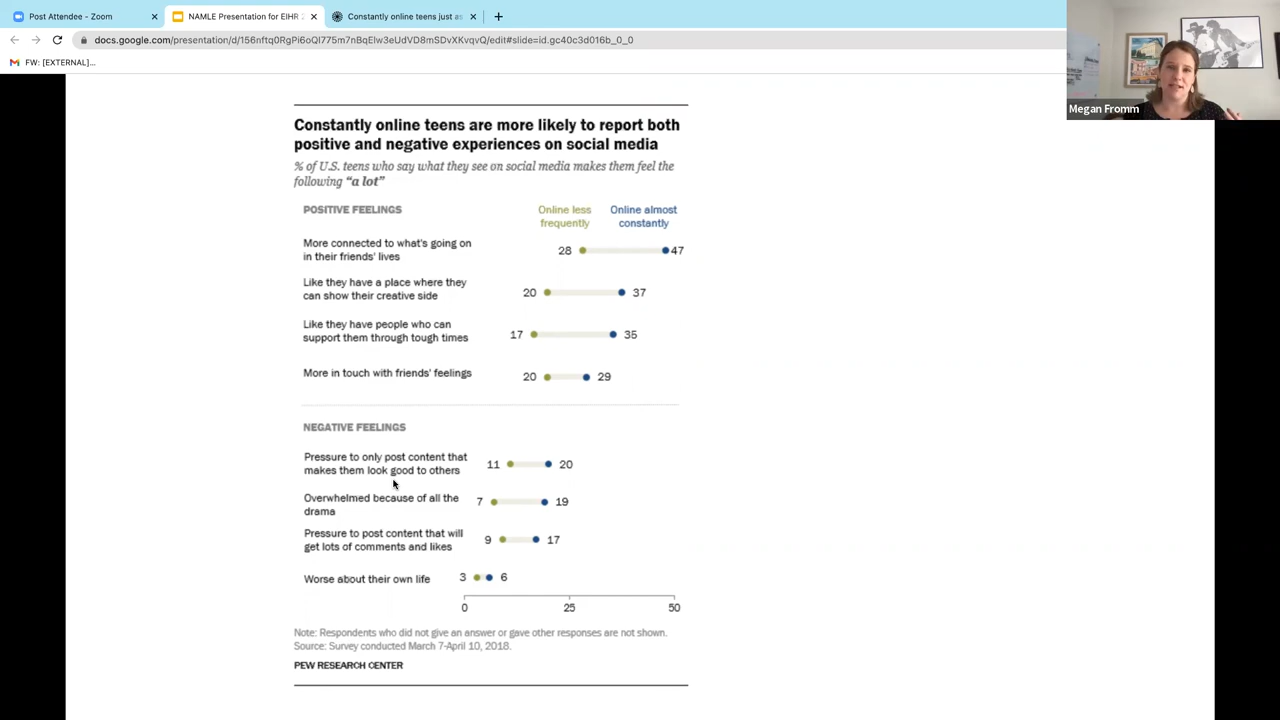 Post Attendee - Zoom
NAMLE Presentation for EIHR
Constantly online teens just as
docs.google.com/presentation/d/156nftq0RgPi6oQI775m7nBqEIw3eUdVD8mSDvXKvqvQ/edit#slide=id.gc40c3d016b_0_0
FW: [EXTERNAL]...
Megan Fromm
Constantly online teens are more likely to report both
positive and negative experiences on social media
% of U.S. teens who say what they see on social media makes them feel the
following “a lot”
POSITIVE FEELINGS
Online less
frequently
Online almost
constantly
More connected to what's going on
in their friends' lives
28 47
Like they have a place where they
can show their creative side
20 37
Like they have people who can
support them through tough times
17 35
More in touch with friends' feelings
20 29
NEGATIVE FEELINGS
Pressure to only post content that
makes them look good to others
11 20
Overwhelmed because of all the
drama
7 19
Pressure to post content that will
get lots of comments and likes
9 17
Worse about their own life
3 6
0 25 50
Note: Respondents who did not give an answer or gave other responses are not shown.
Source: Survey conducted March 7-April 10, 2018.
PEW RESEARCH CENTER